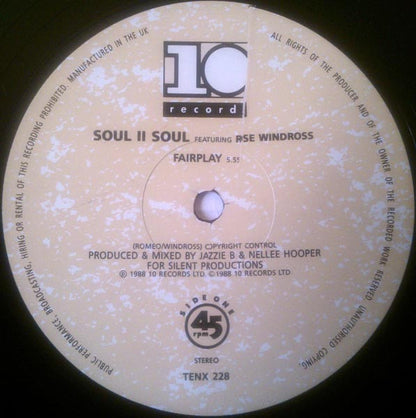 10
record
SOUL II SOUL FEATURING RSE WINDROSS
FAIRPLAY 5.5!
(ROMEO/WINDROSS) COPYRIGHT CONTROL
PRODUCED & MIXED BY JAZZIE B & NELLEE HOOPER
FOR SILENT PRODUCTIONS
℗ 1988 10 RECORDS LTD ©1988 10 RECORDS LTD
SIDE ONE
45
rpm
STEREO
TENX 228
ALL RIGHTS OF THE PRODUCER AND OF THE OWNER OF THE RECORDED WORK RESERVED UNAUTHORISED COPYING
PUBLIC PERFORMANCE, BROADCASTING, HIRING OR RENTAL OF THIS RECORDING PROHIBITED. MANUFACTURED IN THE UK